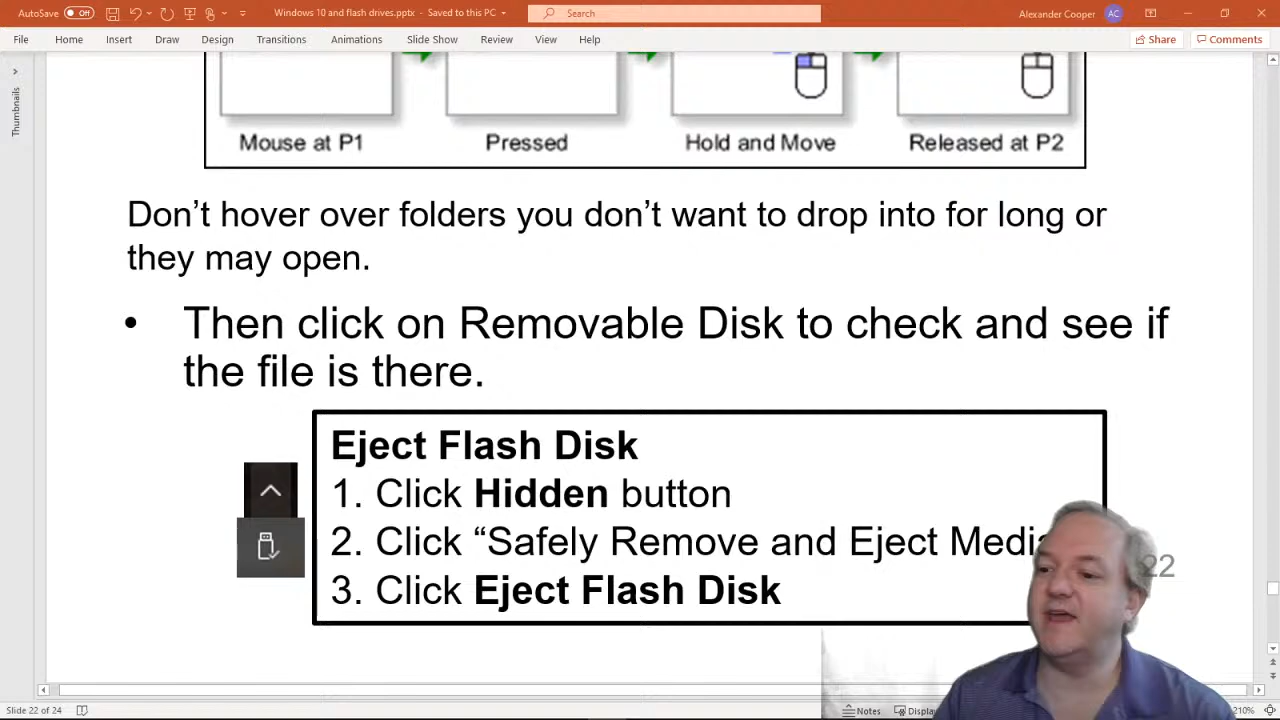 AutoSave Off
Windows 10 and flash drives.pptx - Saved to this PC
Search
Alexander Cooper AC
File Home Insert Draw Design Transitions Animations Slide Show Review View Help
Share Comments
Thumbnails
Mouse at P1 Pressed Hold and Move Released at P2
Don’t hover over folders you don’t want to drop into for long or
they may open.
• Then click on Removable Disk to check and see if
the file is there.
Eject Flash Disk
1. Click Hidden button
2. Click “Safely Remove and Eject Media
3. Click Eject Flash Disk
22
Slide 22 of 24
Notes
210%